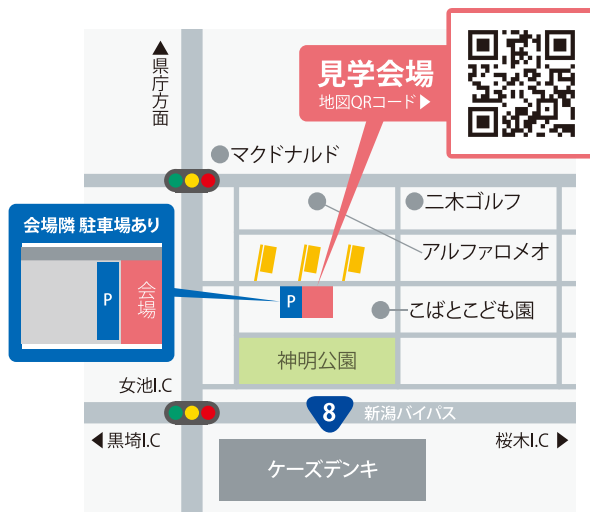 ▲県庁方面
見学会場
地図QRコード▶
マクドナルド
二木ゴルフ
アルファロメオ
会場隣 駐車場あり
P
会場
P
こばとこども園
神明公園
女池I.C
8
新潟バイパス
◀黒埼I.C
桜木I.C ▶
ケーズデンキ